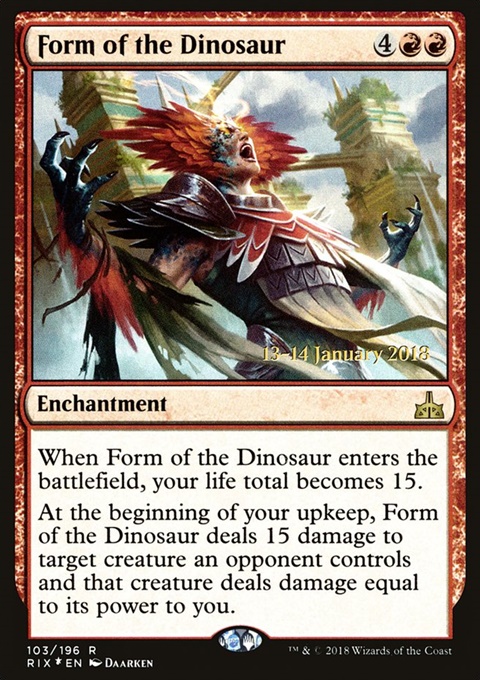 Form of the Dinosaur 4
13-14 January 2018
Enchantment
When Form of the Dinosaur enters the
battlefield, your life total becomes 15.
At the beginning of your upkeep, Form
of the Dinosaur deals 15 damage to
target creature an opponent controls
and that creature deals damage equal
to its power to you.
103/196 R
RIX EN DAARKEN
™ & © 2018 Wizards of the Coast